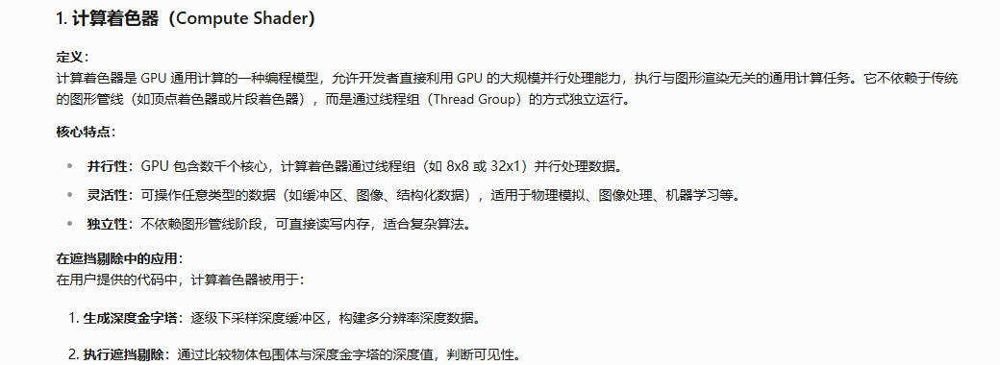 1. 计算着色器（Compute Shader）
定义：
计算着色器是 GPU 通用计算的一种编程模型，允许开发者直接利用 GPU 的大规模并行处理能力，执行与图形渲染无关的通用计算任务。它不依赖于传统
的图形管线（如顶点着色器或片段着色器），而是通过线程组（Thread Group）的方式独立运行。
核心特点：
• 并行性：GPU 包含数千个核心，计算着色器通过线程组（如 8x8 或 32x1）并行处理数据。
• 灵活性：可操作任意类型的数据（如缓冲区、图像、结构化数据），适用于物理模拟、图像处理、机器学习等。
• 独立性：不依赖图形管线阶段，可直接读写内存，适合复杂算法。
在遮挡剔除中的应用：
在用户提供的代码中，计算着色器被用于：
1. 生成深度金字塔：逐级下采样深度缓冲区，构建多分辨率深度数据。
2. 执行遮挡剔除：通过比较物体包围体与深度金字塔的深度值，判断可见性。